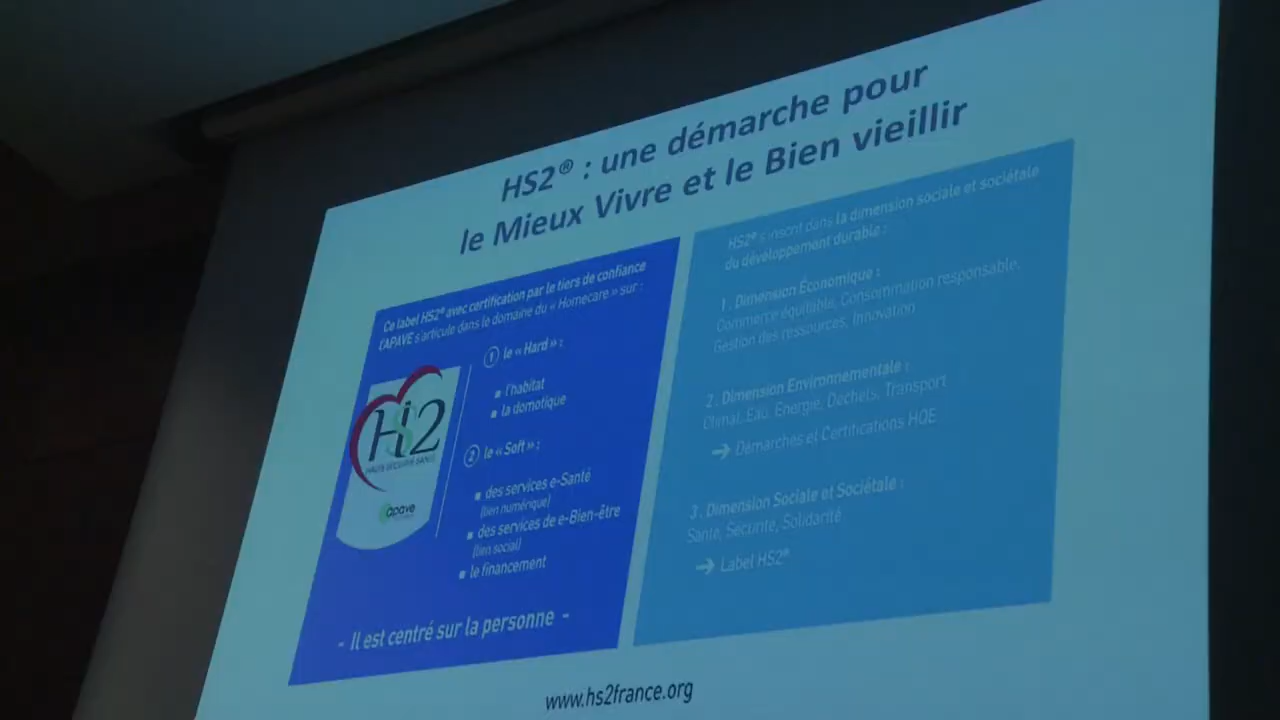 HS2® : une démarche pour
le Mieux Vivre et le Bien vieillir
Ce label HS2® avec certification par le tiers de confiance
l'APAVE s'articule dans le domaine du « Homecare » sur :
HS2
HAUTE SÉCURITÉ SANTÉ
apave
1 le « Hard » :
▪ l'habitat
▪ la domotique
2 le « Soft » :
▪ des services e-Santé
(lien numérique)
▪ des services de e-Bien-être
(lien social)
▪ le financement
- Il est centré sur la personne -
HS2® s'inscrit dans la dimension sociale et sociétale
du développement durable :
1 . Dimension Économique :
Commerce équitable, Consommation responsable,
Gestion des ressources, Innovation
2 . Dimension Environnementale :
Climat, Eau, Énergie, Déchets, Transport
→ Démarches et Certifications HQE
3 . Dimension Sociale et Sociétale :
Santé, Sécurité, Solidarité
→ Label HS2®
www.hs2france.org